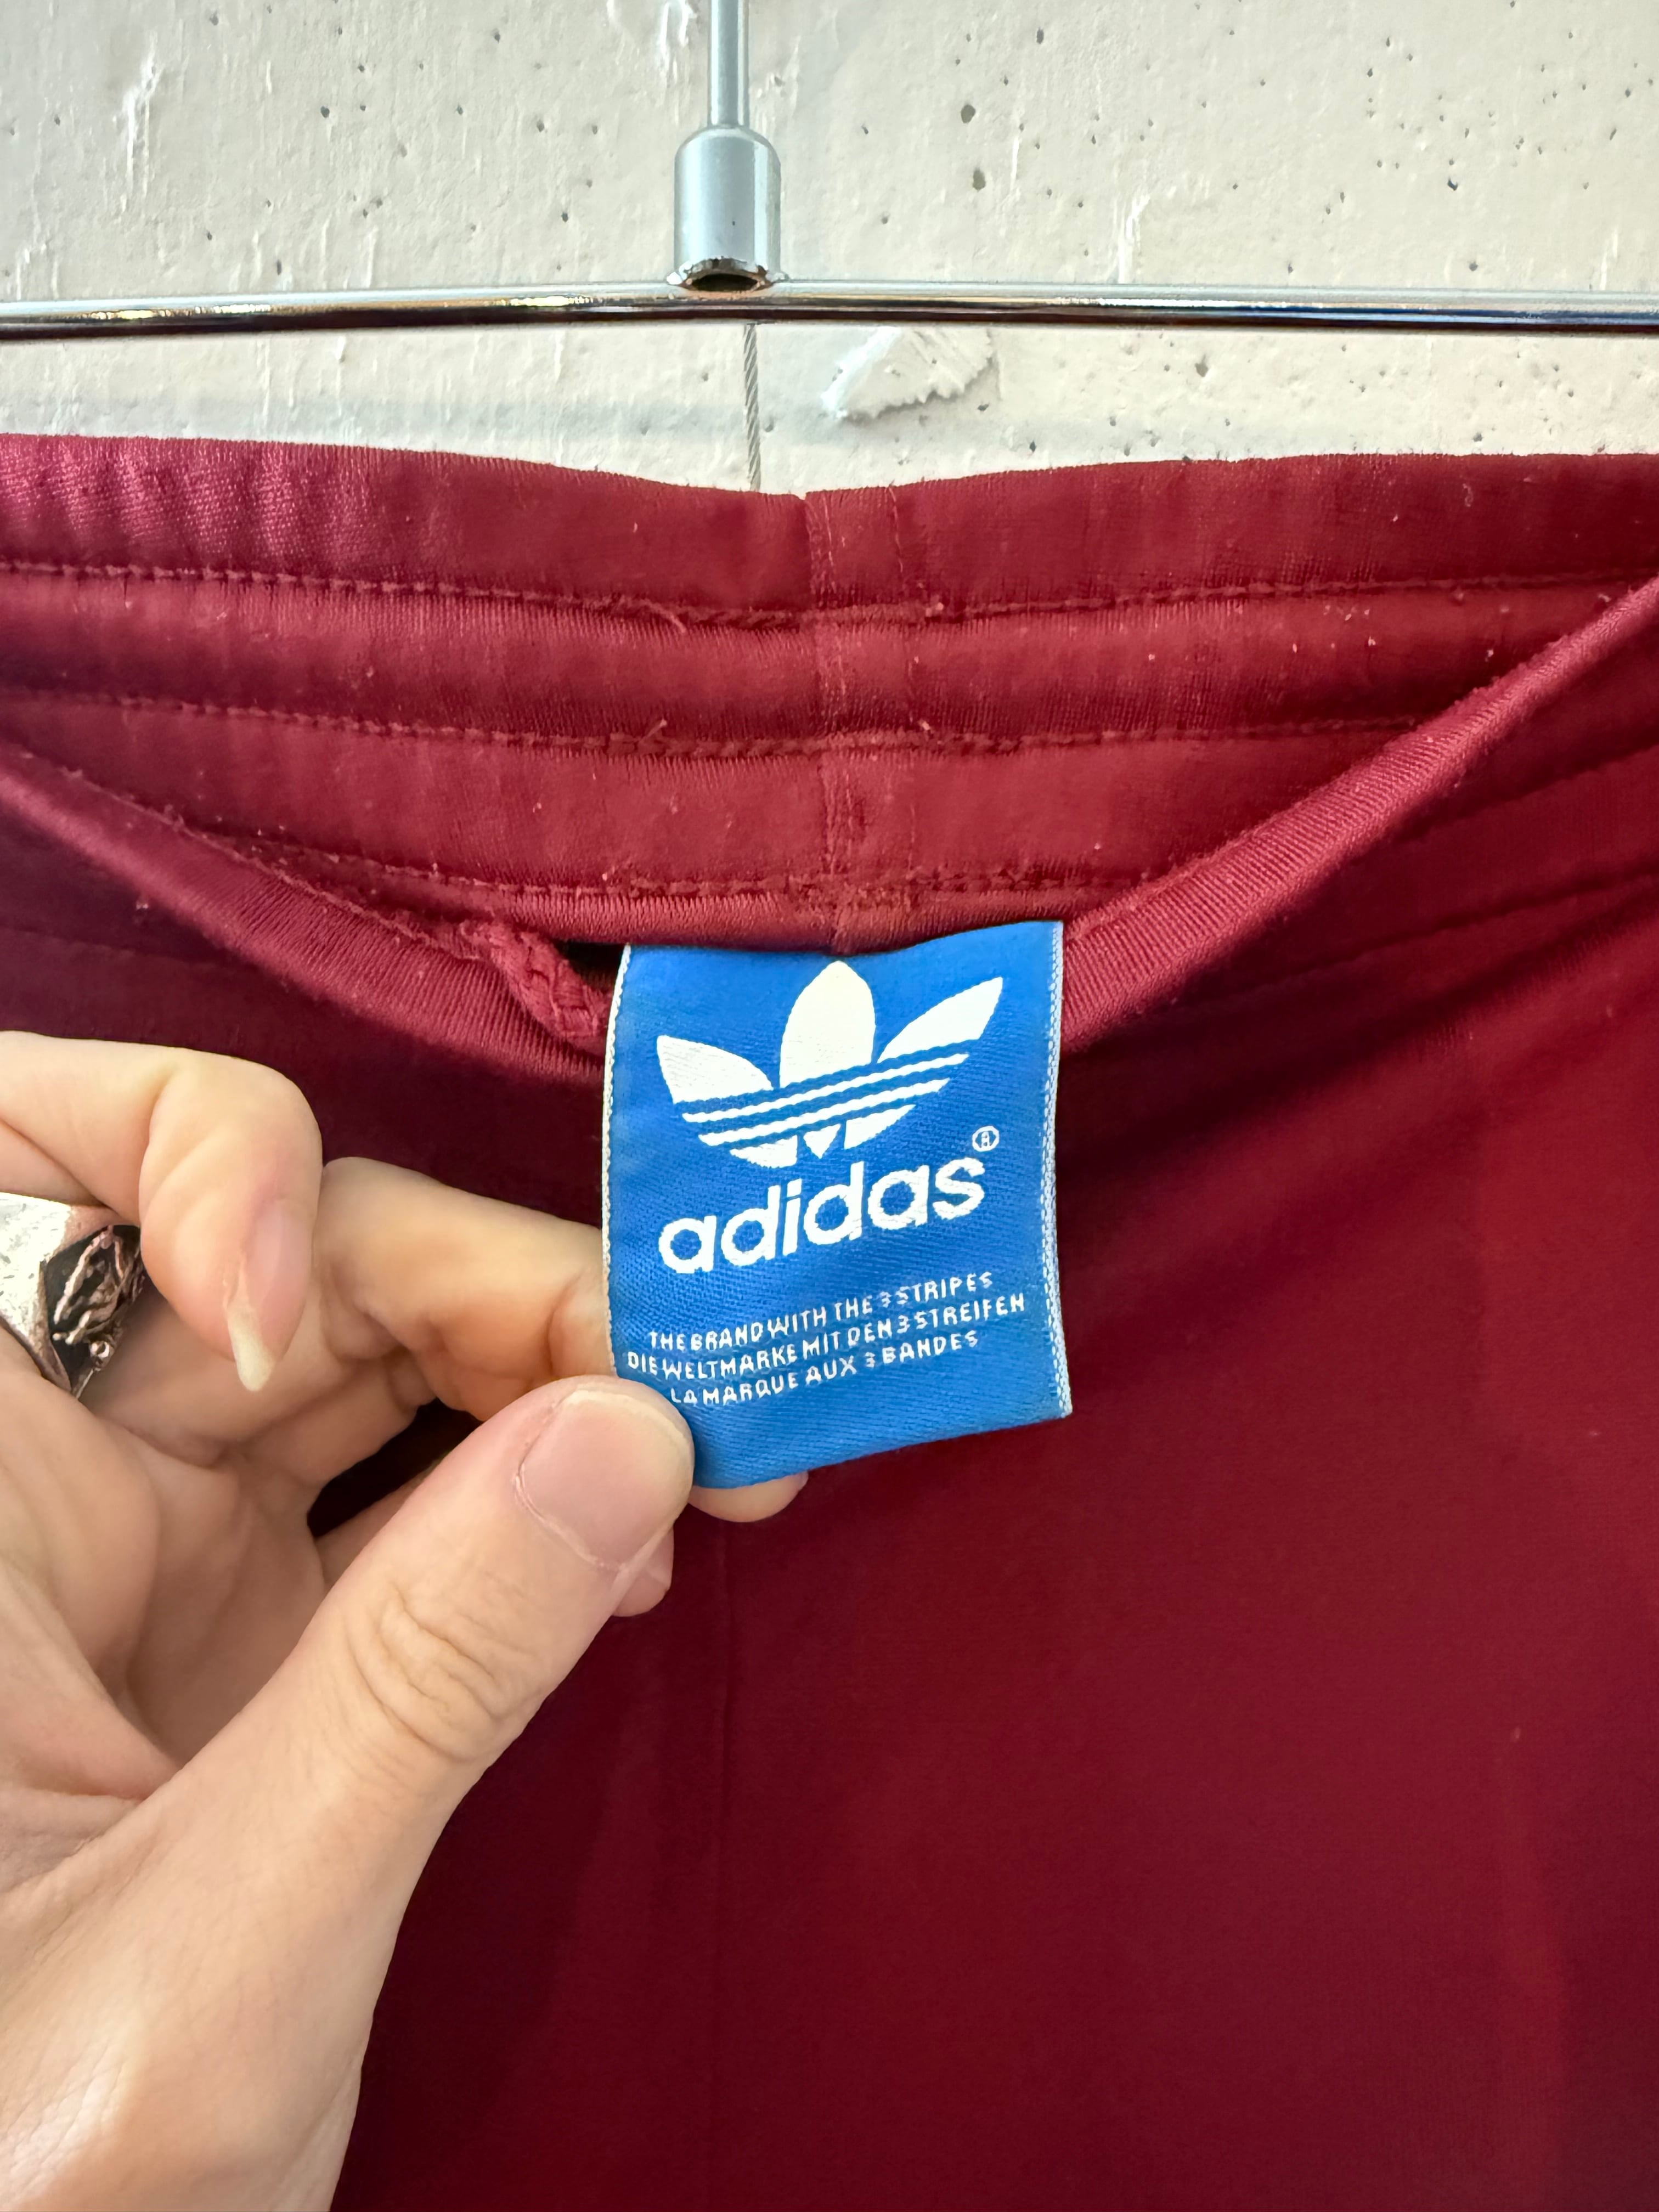 adidas®
THE BRAND WITH THE 3 STRIPES
DIE WELTMARKE MIT DEN 3 STREIFEN
LA MARQUE AUX 3 BANDES